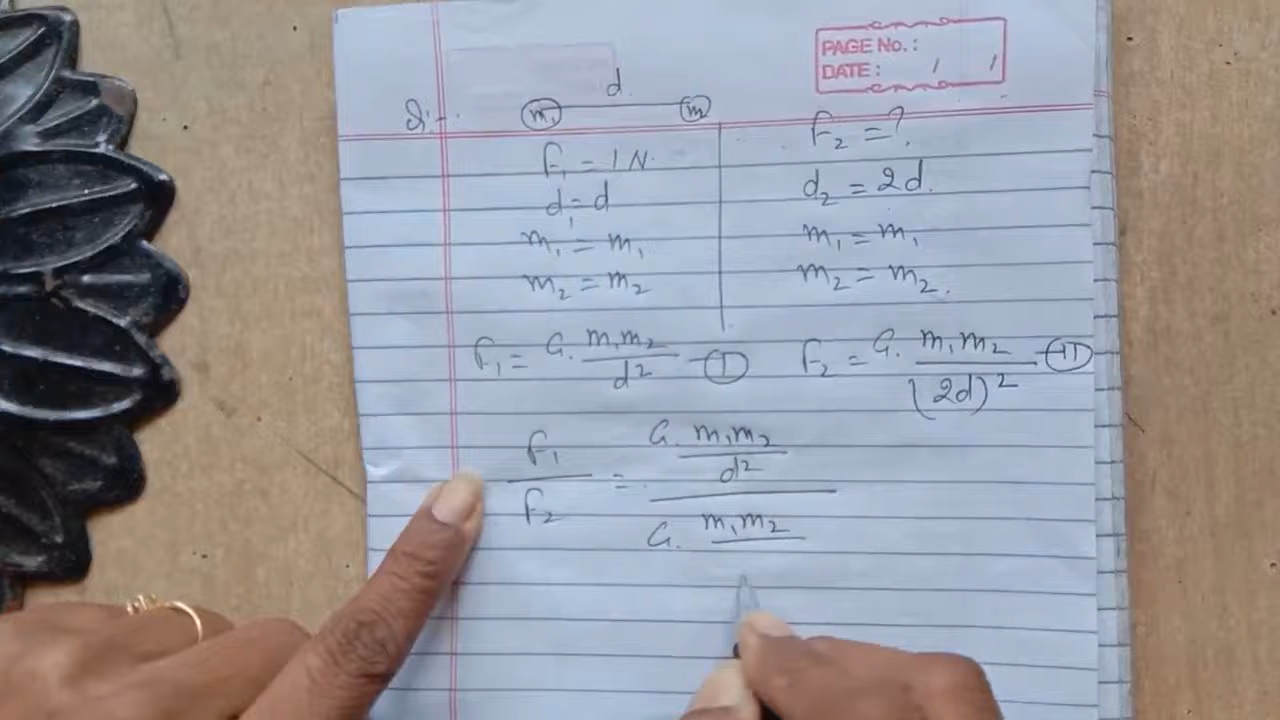 PAGE No.:
DATE: / /
d
Q:- m₁ m₂
F₁ = 1N. F₂ = ?
d₁ = d d₂ = 2d.
m₁ = m₁ m₁ = m₁
m₂ = m₂ m₂ = m₂.
F₁ = G. m₁m₂ / d² — (I) F₂ = G. m₁m₂ / (2d)² — (II)
F₁ / F₂ = G. m₁m₂ / d² / G. m₁m₂ /